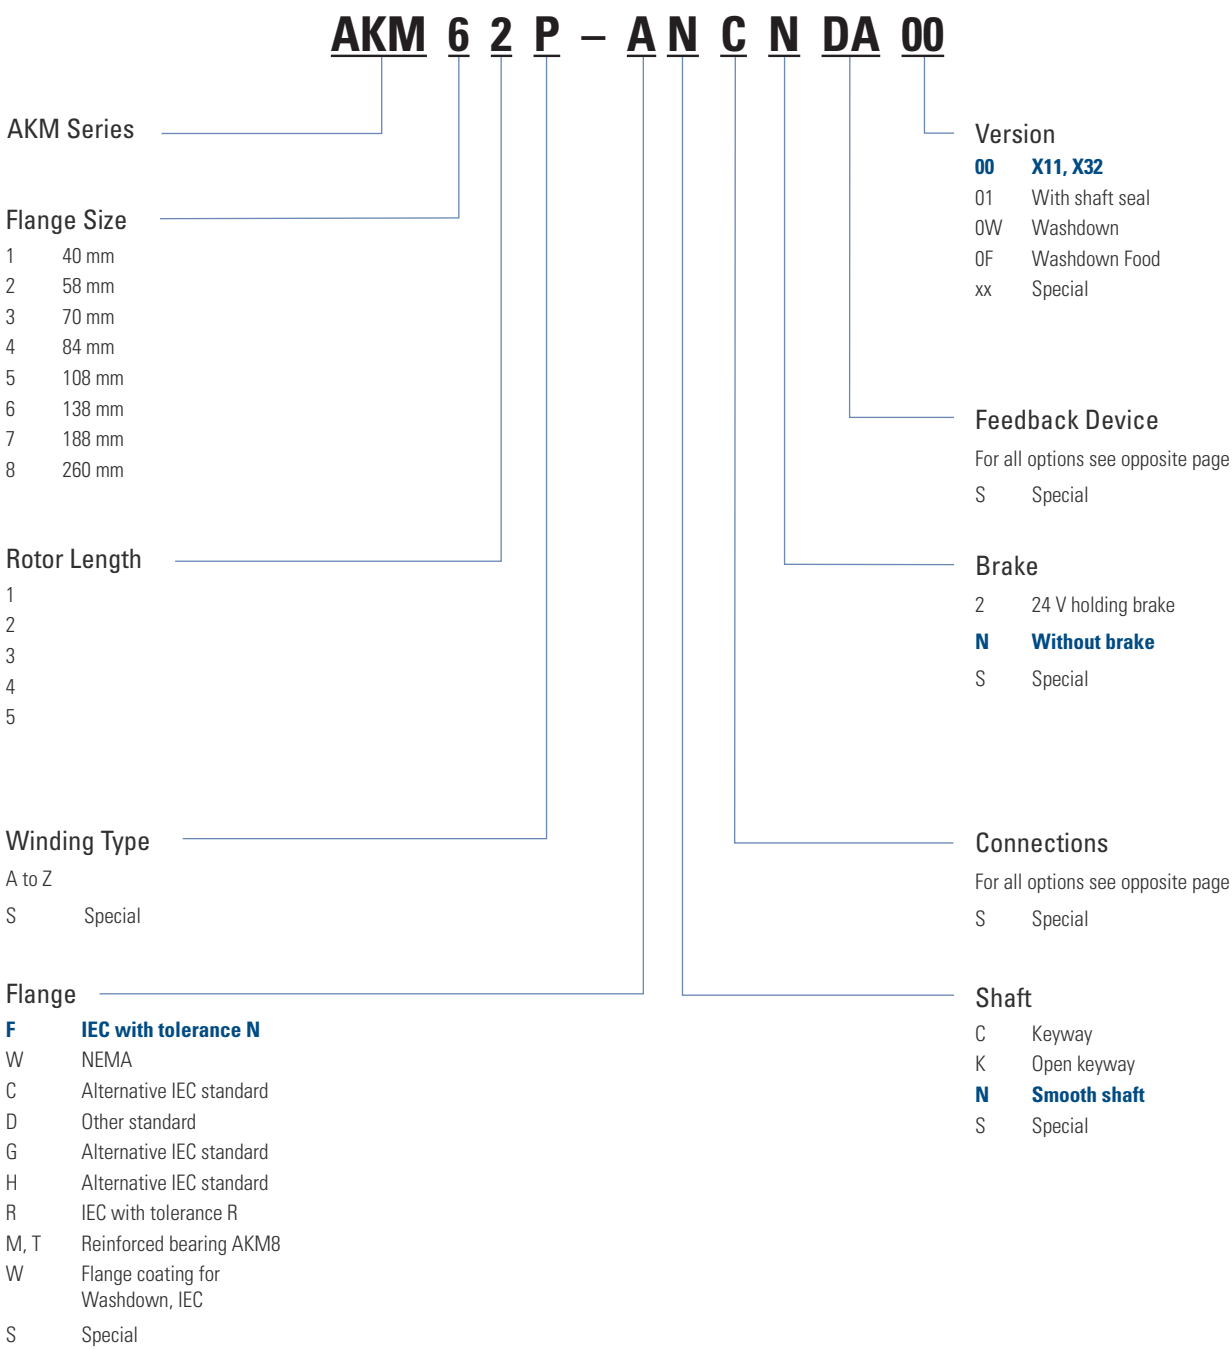 AKM 6 2 P – A N C N DA 00
AKM Series
Flange Size
1 40 mm
2 58 mm
3 70 mm
4 84 mm
5 108 mm
6 138 mm
7 188 mm
8 260 mm
Rotor Length
1
2
3
4
5
Winding Type
A to Z
S Special
Flange
F IEC with tolerance N
W NEMA
C Alternative IEC standard
D Other standard
G Alternative IEC standard
H Alternative IEC standard
R IEC with tolerance R
M, T Reinforced bearing AKM8
W Flange coating for
Washdown, IEC
S Special
Version
00 X11, X32
01 With shaft seal
0W Washdown
0F Washdown Food
xx Special
Feedback Device
For all options see opposite page
S Special
Brake
2 24 V holding brake
N Without brake
S Special
Connections
For all options see opposite page
S Special
Shaft
C Keyway
K Open keyway
N Smooth shaft
S Special